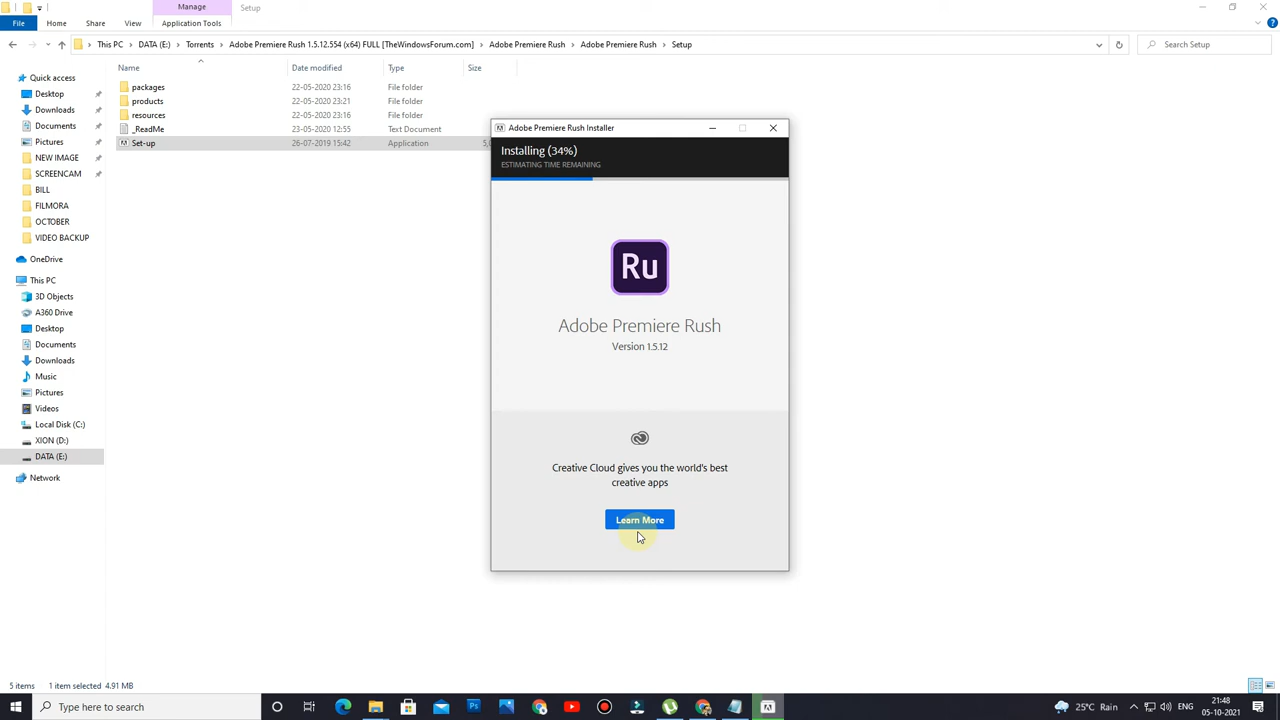 Manage
Setup
File
Home
Share
View
Application Tools
This PC
DATA (E:)
Torrents
Adobe Premiere Rush 1.5.12.554 (x64) FULL [TheWindowsForum.com]
Adobe Premiere Rush
Adobe Premiere Rush
Setup
Search Setup
Name
Date modified
Type
Size
packages
22-05-2020 23:16
File folder
products
22-05-2020 23:21
File folder
resources
22-05-2020 23:16
File folder
_ReadMe
23-05-2020 12:55
Text Document
Set-up
26-07-2019 15:42
Application
Quick access
Desktop
Downloads
Documents
Pictures
NEW IMAGE
SCREENCAM
BILL
FILMORA
OCTOBER
VIDEO BACKUP
OneDrive
This PC
3D Objects
A360 Drive
Desktop
Documents
Downloads
Music
Pictures
Videos
Local Disk (C:)
XION (D:)
DATA (E:)
Network
Adobe Premiere Rush Installer
Installing (34%)
ESTIMATING TIME REMAINING
Ru
Adobe Premiere Rush
Version 1.5.12
Creative Cloud gives you the world's best
creative apps
Learn More
5 items
1 item selected 4.91 MB
Type here to search
Ps
25°C Rain
ENG
21:48
05-10-2021